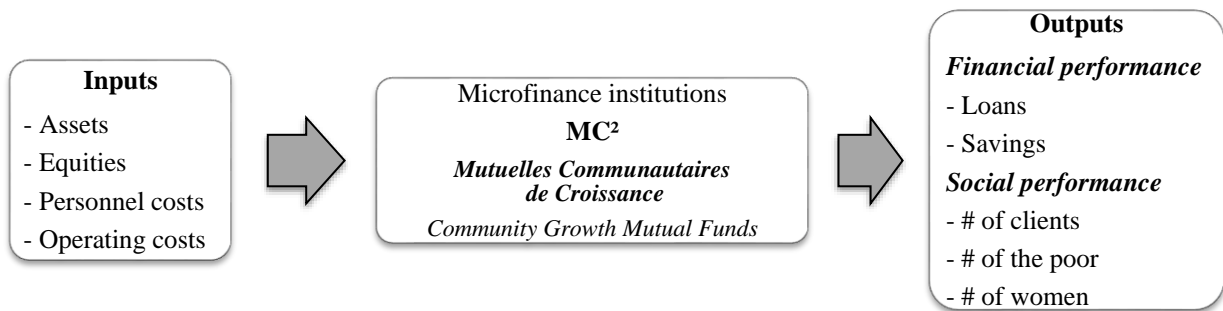 Inputs
- Assets
- Equities
- Personnel costs
- Operating costs
Microfinance institutions
MC²
Mutuelles Communautaires
de Croissance
Community Growth Mutual Funds
Outputs
Financial performance
- Loans
- Savings
Social performance
- # of clients
- # of the poor
- # of women